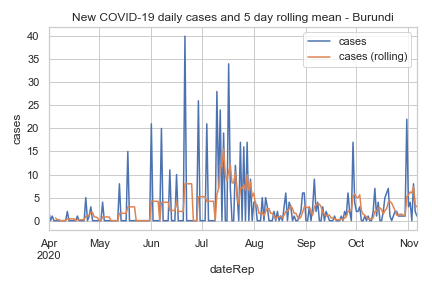 New COVID-19 daily cases and 5 day rolling mean - Burundi
cases
cases (rolling)
40
35
30
25
20
15
10
5
0
cases
Apr May Jun Jul Aug Sep Oct Nov
2020
dateRep